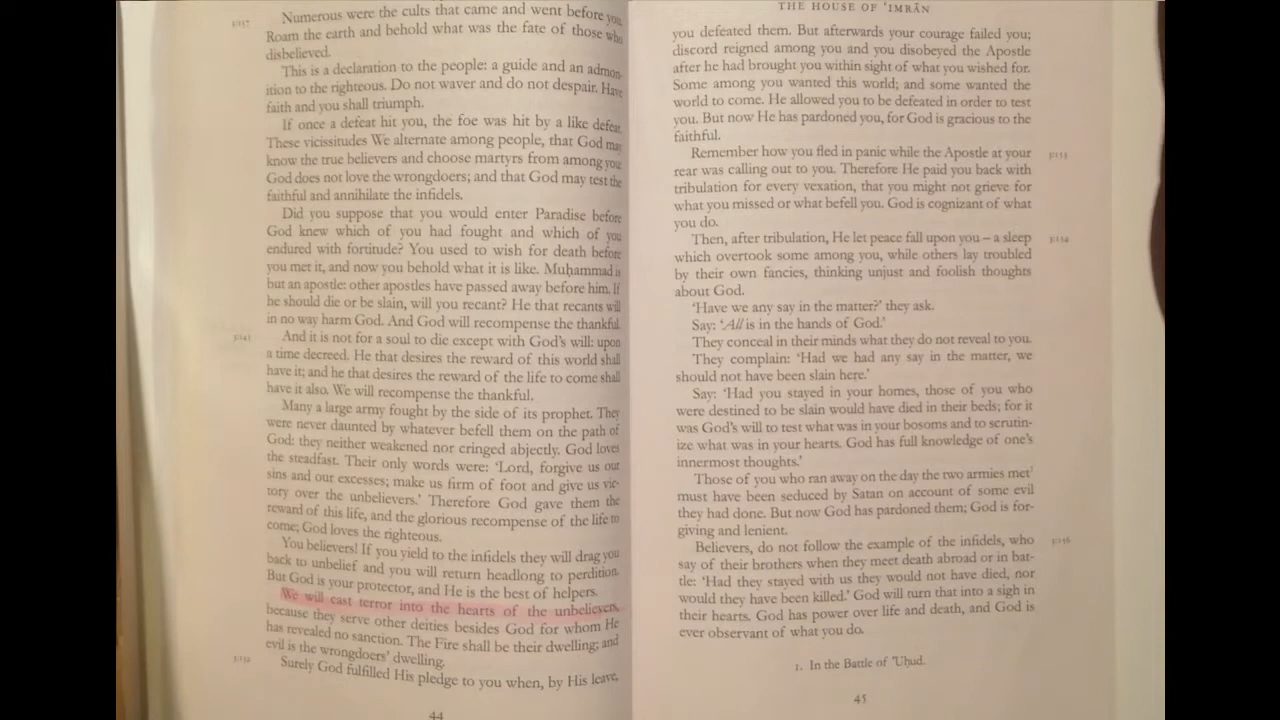 3:137
Numerous were the cults that came and went before you.
Roam the earth and behold what was the fate of those who
disbelieved.
This is a declaration to the people: a guide and an admon-
ition to the righteous. Do not waver and do not despair. Have
faith and you shall triumph.
If once a defeat hit you, the foe was hit by a like defeat.
These vicissitudes We alternate among people, that God may
know the true believers and choose martyrs from among you;
God does not love the wrongdoers; and that God may test the
faithful and annihilate the infidels.
Did you suppose that you would enter Paradise before
God knew which of you had fought and which of you
endured with fortitude? You used to wish for death before
you met it, and now you behold what it is like. Muḥammad is
but an apostle: other apostles have passed away before him. If
he should die or be slain, will you recant? He that recants will
in no way harm God. And God will recompense the thankful.
3:145
And it is not for a soul to die except with God's will: upon
a time decreed. He that desires the reward of this world shall
have it; and he that desires the reward of the life to come shall
have it also. We will recompense the thankful.
Many a large army fought by the side of its prophet. They
were never daunted by whatever befell them on the path of
God: they neither weakened nor cringed abjectly. God loves
the steadfast. Their only words were: 'Lord, forgive us our
sins and our excesses; make us firm of foot and give us vic-
tory over the unbelievers.' Therefore God gave them the
reward of this life, and the glorious recompense of the life to
come; God loves the righteous.
You believers! If you yield to the infidels they will drag you
back to unbelief and you will return headlong to perdition.
But God is your protector, and He is the best of helpers.
We will cast terror into the hearts of the unbelievers,
because they serve other deities besides God for whom He
has revealed no sanction. The Fire shall be their dwelling; and
evil is the wrongdoers' dwelling.
3:152
Surely God fulfilled His pledge to you when, by His leave,
44
THE HOUSE OF 'IMRĀN
you defeated them. But afterwards your courage failed you;
discord reigned among you and you disobeyed the Apostle
after he had brought you within sight of what you wished for.
Some among you wanted this world; and some wanted the
world to come. He allowed you to be defeated in order to test
you. But now He has pardoned you, for God is gracious to the
faithful.
Remember how you fled in panic while the Apostle at your
3:153
rear was calling out to you. Therefore He paid you back with
tribulation for every vexation, that you might not grieve for
what you missed or what befell you. God is cognizant of what
you do.
Then, after tribulation, He let peace fall upon you – a sleep
3:154
which overtook some among you, while others lay troubled
by their own fancies, thinking unjust and foolish thoughts
about God.
'Have we any say in the matter?' they ask.
Say: 'All is in the hands of God.'
They conceal in their minds what they do not reveal to you.
They complain: 'Had we had any say in the matter, we
should not have been slain here.'
Say: 'Had you stayed in your homes, those of you who
were destined to be slain would have died in their beds; for it
was God's will to test what was in your bosoms and to scrutin-
ize what was in your hearts. God has full knowledge of one's
innermost thoughts.'
Those of you who ran away on the day the two armies met¹
must have been seduced by Satan on account of some evil
they had done. But now God has pardoned them; God is for-
giving and lenient.
Believers, do not follow the example of the infidels, who
3:156
say of their brothers when they meet death abroad or in bat-
tle: 'Had they stayed with us they would not have died, nor
would they have been killed.' God will turn that into a sigh in
their hearts. God has power over life and death, and God is
ever observant of what you do.
1. In the Battle of 'Uḥud.
45